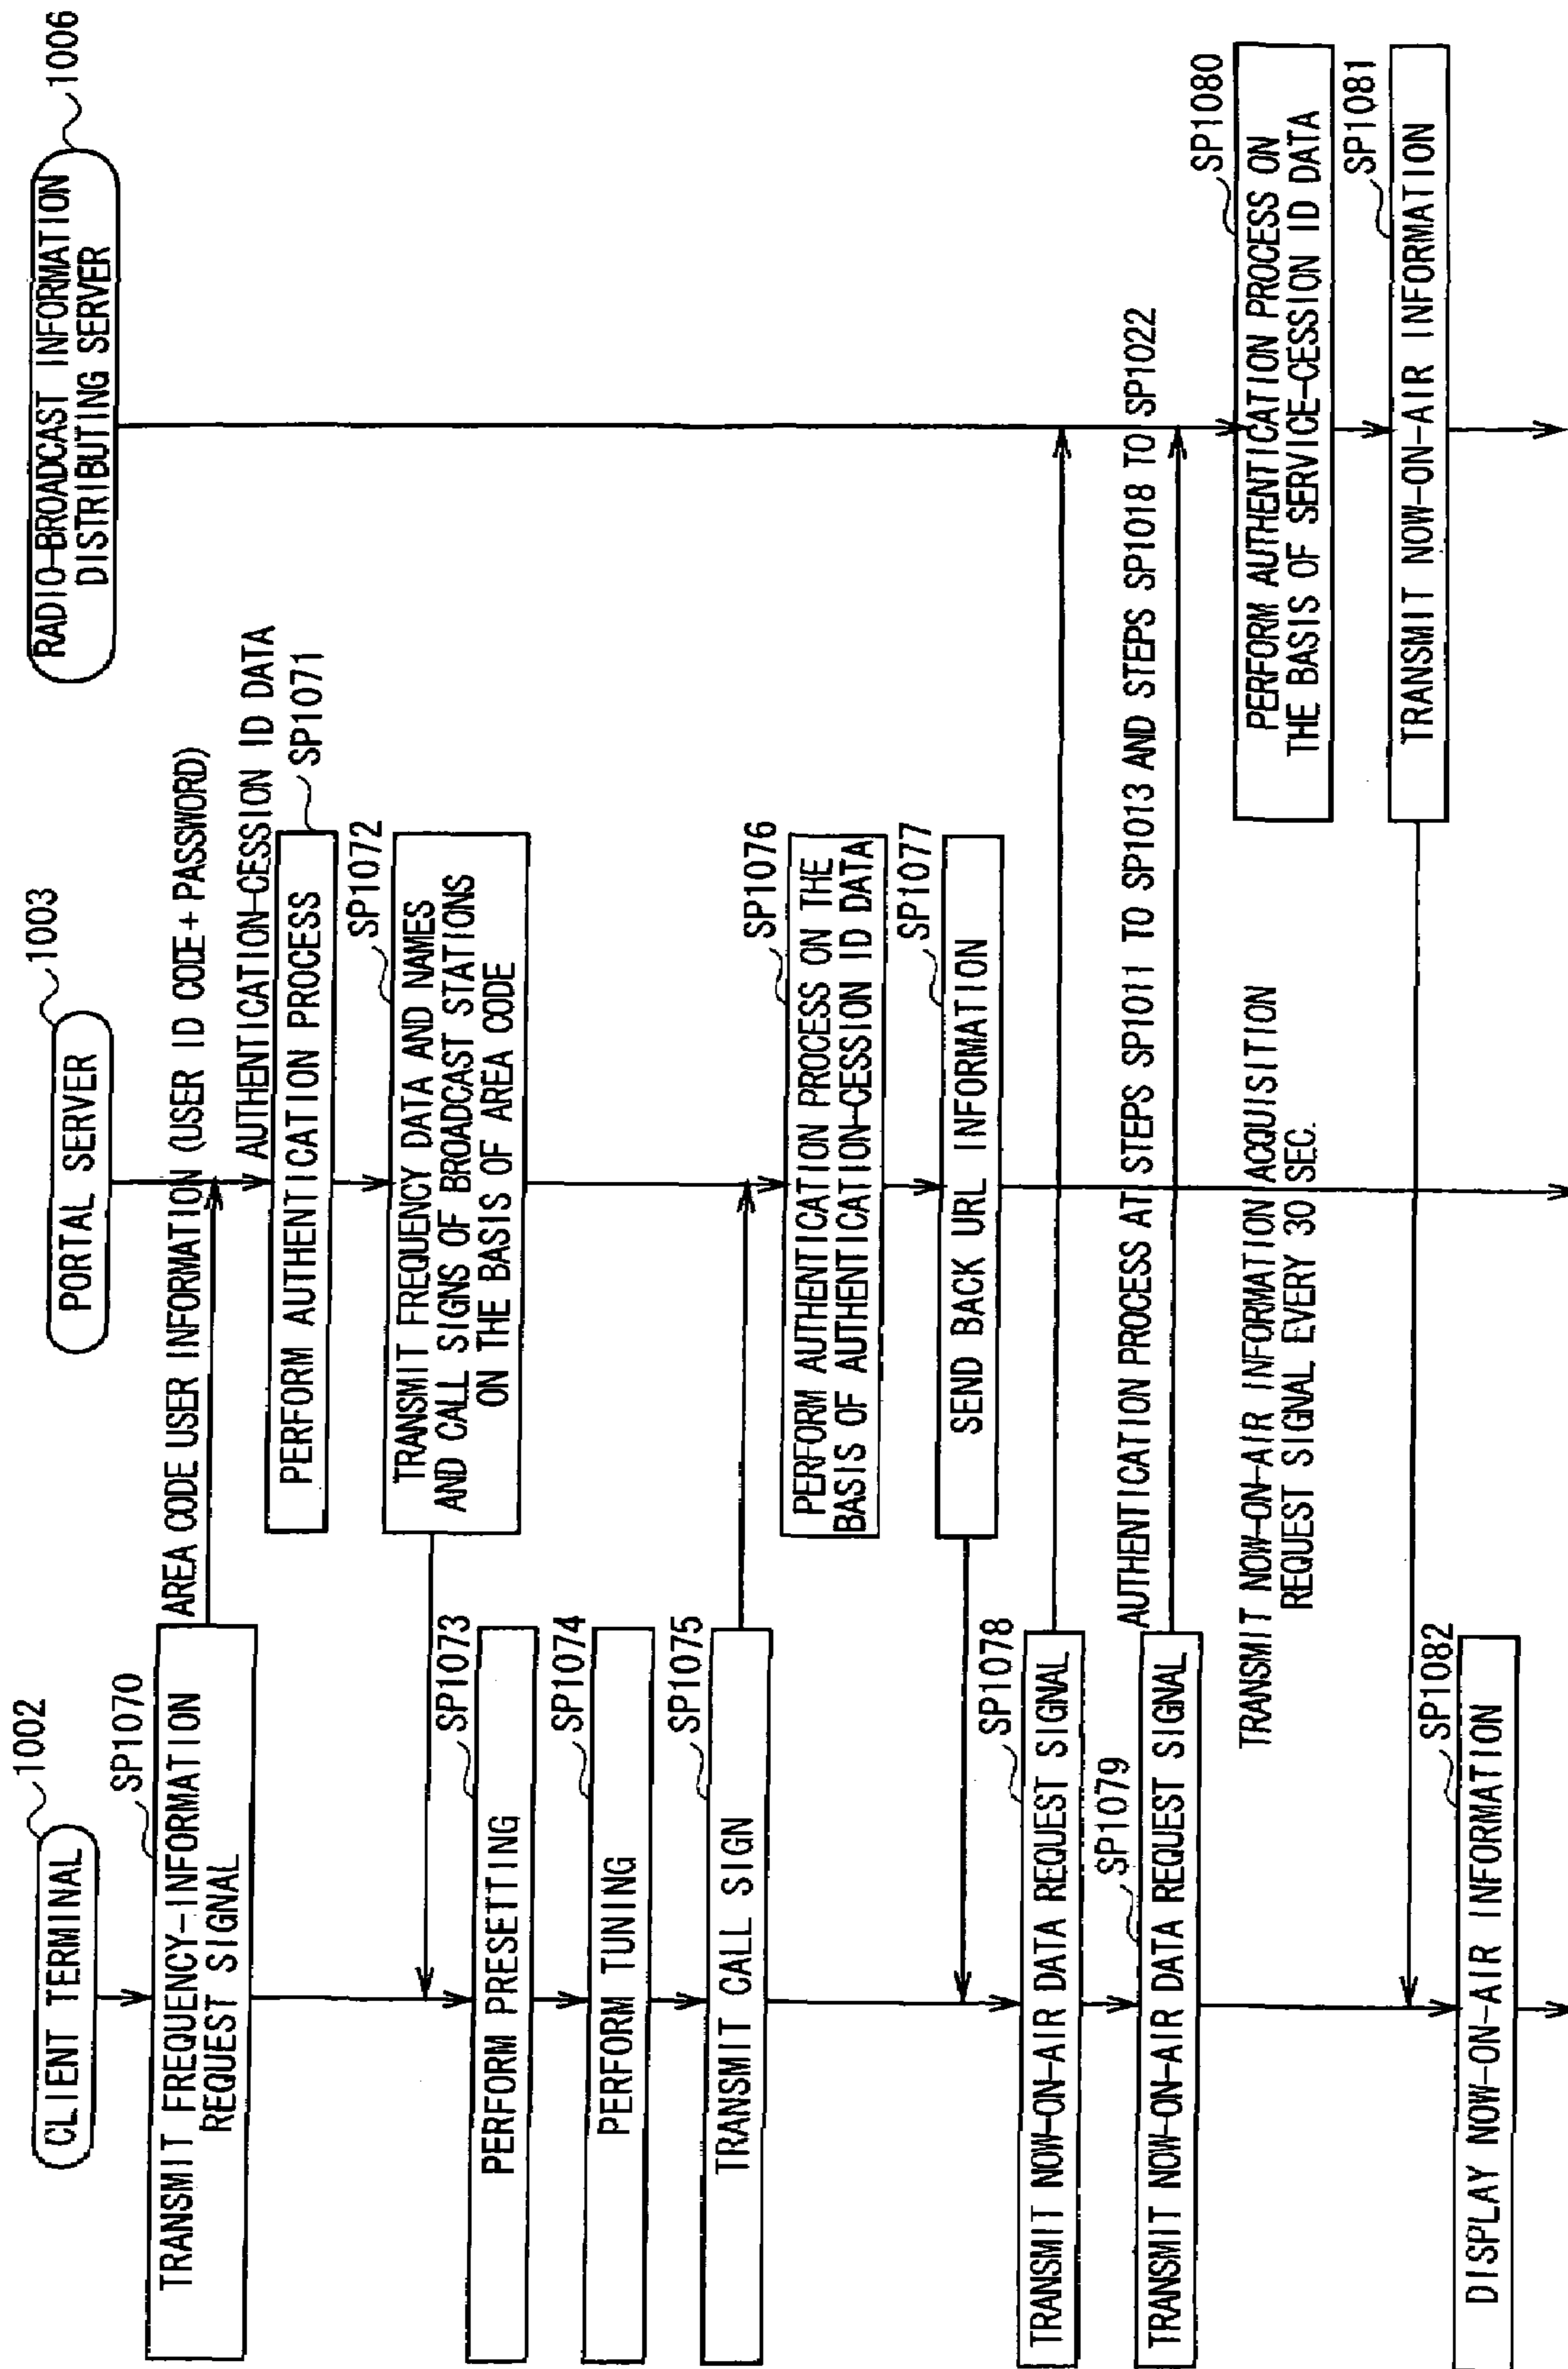 CLIENT TERMINAL
1002
PORTAL SERVER
1003
RADIO-BROADCAST INFORMATION
DISTRIBUTING SERVER
1006
SP1070
TRANSMIT FREQUENCY-INFORMATION
REQUEST SIGNAL
AREA CODE USER INFORMATION (USER ID CODE+PASSWORD)
AUTHENTICATION-CESSION ID DATA
PERFORM AUTHENTICATION PROCESS
SP1071
SP1072
TRANSMIT FREQUENCY DATA AND NAMES
AND CALL SIGNS OF BROADCAST STATIONS
ON THE BASIS OF AREA CODE
SP1073
PERFORM PRESETTING
SP1074
PERFORM TUNING
SP1075
TRANSMIT CALL SIGN
SP1076
PERFORM AUTHENTICATION PROCESS ON THE
BASIS OF AUTHENTICATION-CESSION ID DATA
SP1077
SEND BACK URL INFORMATION
SP1078
TRANSMIT NOW-ON-AIR DATA REQUEST SIGNAL
AUTHENTICATION PROCESS AT STEPS SP1011 TO SP1013 AND STEPS SP1018 TO SP1022
SP1079
TRANSMIT NOW-ON-AIR DATA REQUEST SIGNAL
TRANSMIT NOW-ON-AIR INFORMATION ACQUISITION
REQUEST SIGNAL EVERY 30 SEC.
SP1080
PERFORM AUTHENTICATION PROCESS ON
THE BASIS OF SERVICE-CESSION ID DATA
SP1081
TRANSMIT NOW-ON-AIR INFORMATION
SP1082
DISPLAY NOW-ON-AIR INFORMATION